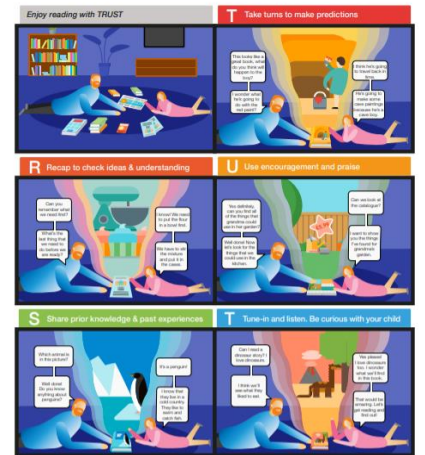 Enjoy reading with TRUST
T Take turns to make predictions
This looks like a
great book, what
do you think will
happen to the
boy?
I wonder what
he's going to
do with the
red paint?
I think he's going
to travel back in
time.
He's going to
make some
cave paintings
because he's a
cave boy.
R Recap to check ideas & understanding
Can you
remember what
we need first?
What's the
last thing that
we need to
do before we
are ready?
I know! We need
to put the flour
in a bowl first.
We have to stir
the mixture
and put it in
the cases.
U Use encouragement and praise
You definitely
can you find all
of the things that
grandma could
use in her garden?
Well done! Now
let's look for the
things that we
could use in the
kitchen.
Can we look at
the catalogue?
I want to show
you the things
I've found for
grandma's
garden.
S Share prior knowledge & past experiences
Which animal is
in this picture?
Well done!
Do you know
anything about
penguins?
It's a penguin!
I know that
they live in a
cold country.
They like to
swim and
catch fish.
T Tune-in and listen. Be curious with your child
Can I read a
dinosaur story? I
love dinosaurs.
I think we'll
see what they
liked to eat.
Yes please!
I love dinosaurs
too. I wonder
what we'll find
in this book.
That would be
amazing. Let's
get reading and
find out!